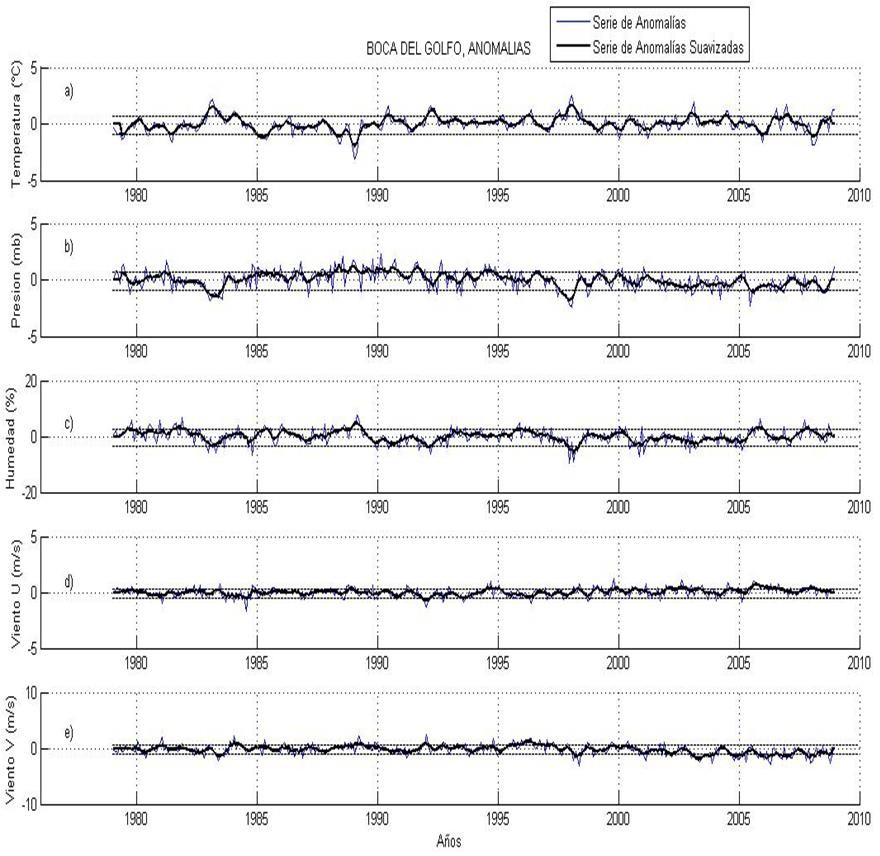 Serie de Anomalías
Serie de Anomalías Suavizadas
BOCA DEL GOLFO, ANOMALIAS
a)
Temperatura (°C)
5
0
-5
1980 1985 1990 1995 2000 2005 2010
b)
Presion (mb)
5
0
-5
1980 1985 1990 1995 2000 2005 2010
c)
Humedad (%)
20
0
-20
1980 1985 1990 1995 2000 2005 2010
d)
Viento U (m/s)
5
0
-5
1980 1985 1990 1995 2000 2005 2010
e)
Viento V (m/s)
10
0
-10
1980 1985 1990 1995 2000 2005 2010
Años